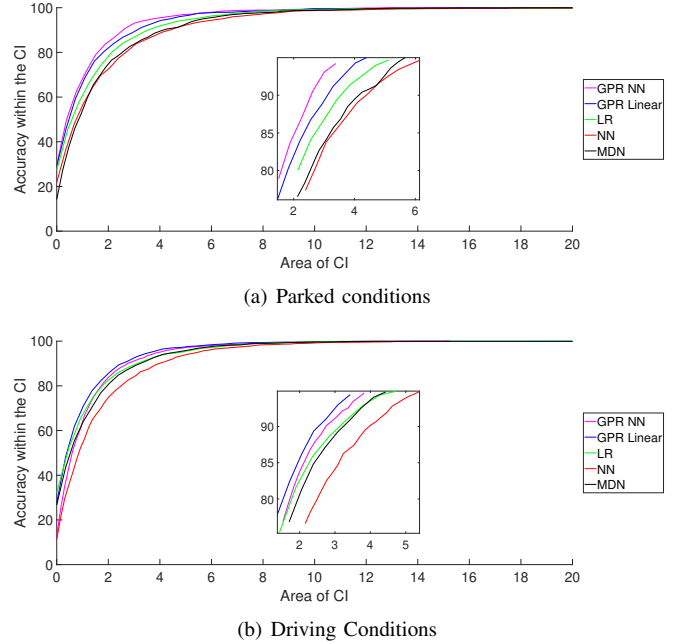 100
80
60
40
20
0
Accuracy within the CI
90
85
80
2
4
6
GPR NN
GPR Linear
LR
NN
MDN
0 2 4 6 8 10 12 14 16 18 20
Area of CI
(a) Parked conditions
100
80
60
40
20
0
Accuracy within the CI
90
85
80
2 3 4 5
GPR NN
GPR Linear
LR
NN
MDN
0 2 4 6 8 10 12 14 16 18 20
Area of CI
(b) Driving Conditions